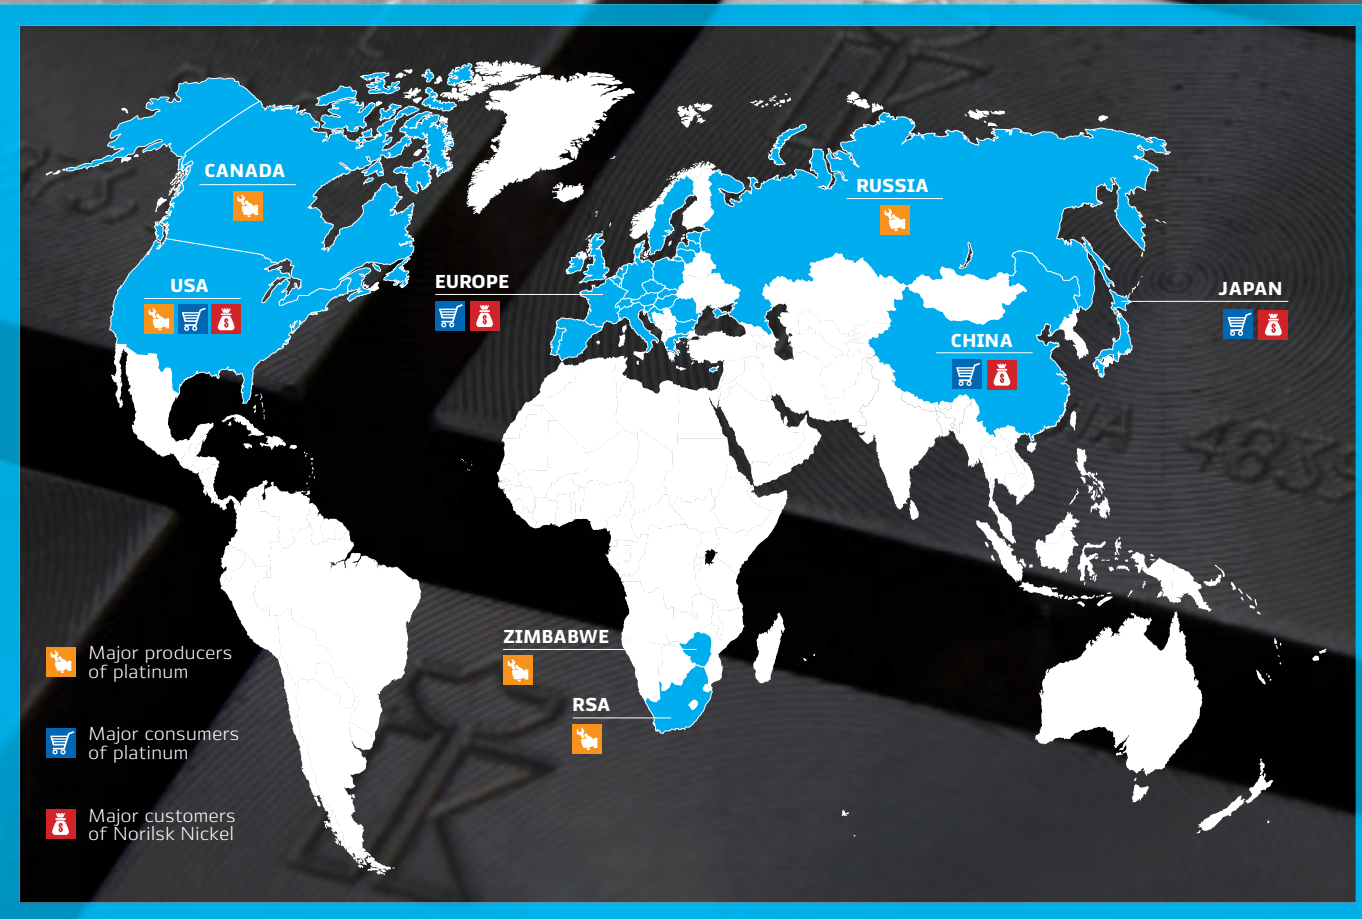 CANADA
RUSSIA
USA
EUROPE
JAPAN
CHINA
ZIMBABWE
RSA
Major producers
of platinum
Major consumers
of platinum
Major customers
of Norilsk Nickel